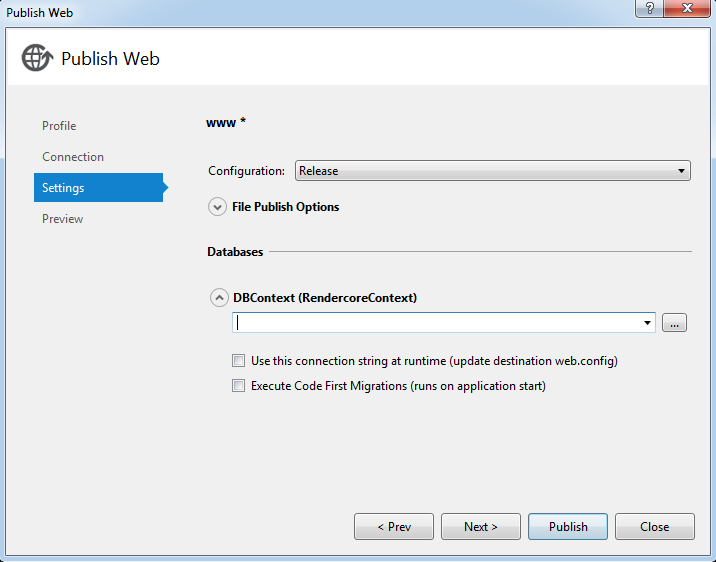 Publish Web
?
Publish Web
Profile
Connection
Settings
Preview
www *
Configuration: Release
File Publish Options
Databases
DBContext (RendercoreContext)
...
Use this connection string at runtime (update destination web.config)
Execute Code First Migrations (runs on application start)
< Prev Next > Publish Close